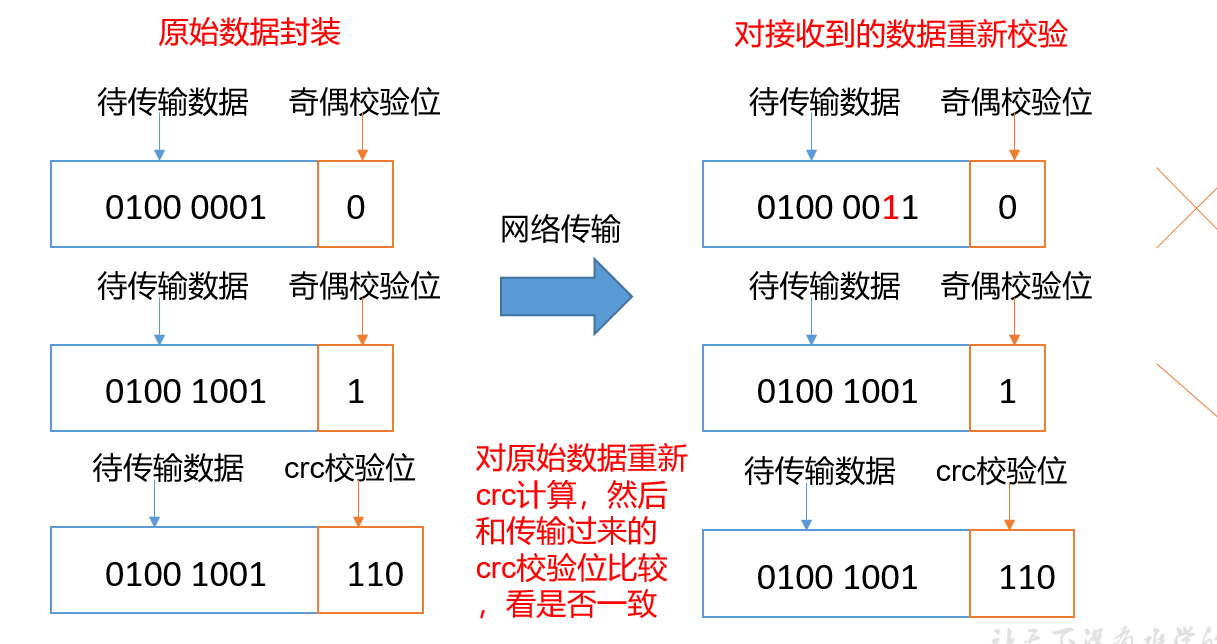 原始数据封装
对接收到的数据重新校验
待传输数据 奇偶校验位
待传输数据 奇偶校验位
0100 0001 0
0100 0011 0
网络传输
待传输数据 奇偶校验位
待传输数据 奇偶校验位
0100 1001 1
0100 1001 1
对原始数据重新
crc计算，然后
和传输过来的
crc校验位比较
，看是否一致
待传输数据 crc校验位
待传输数据 crc校验位
0100 1001 110
0100 1001 110